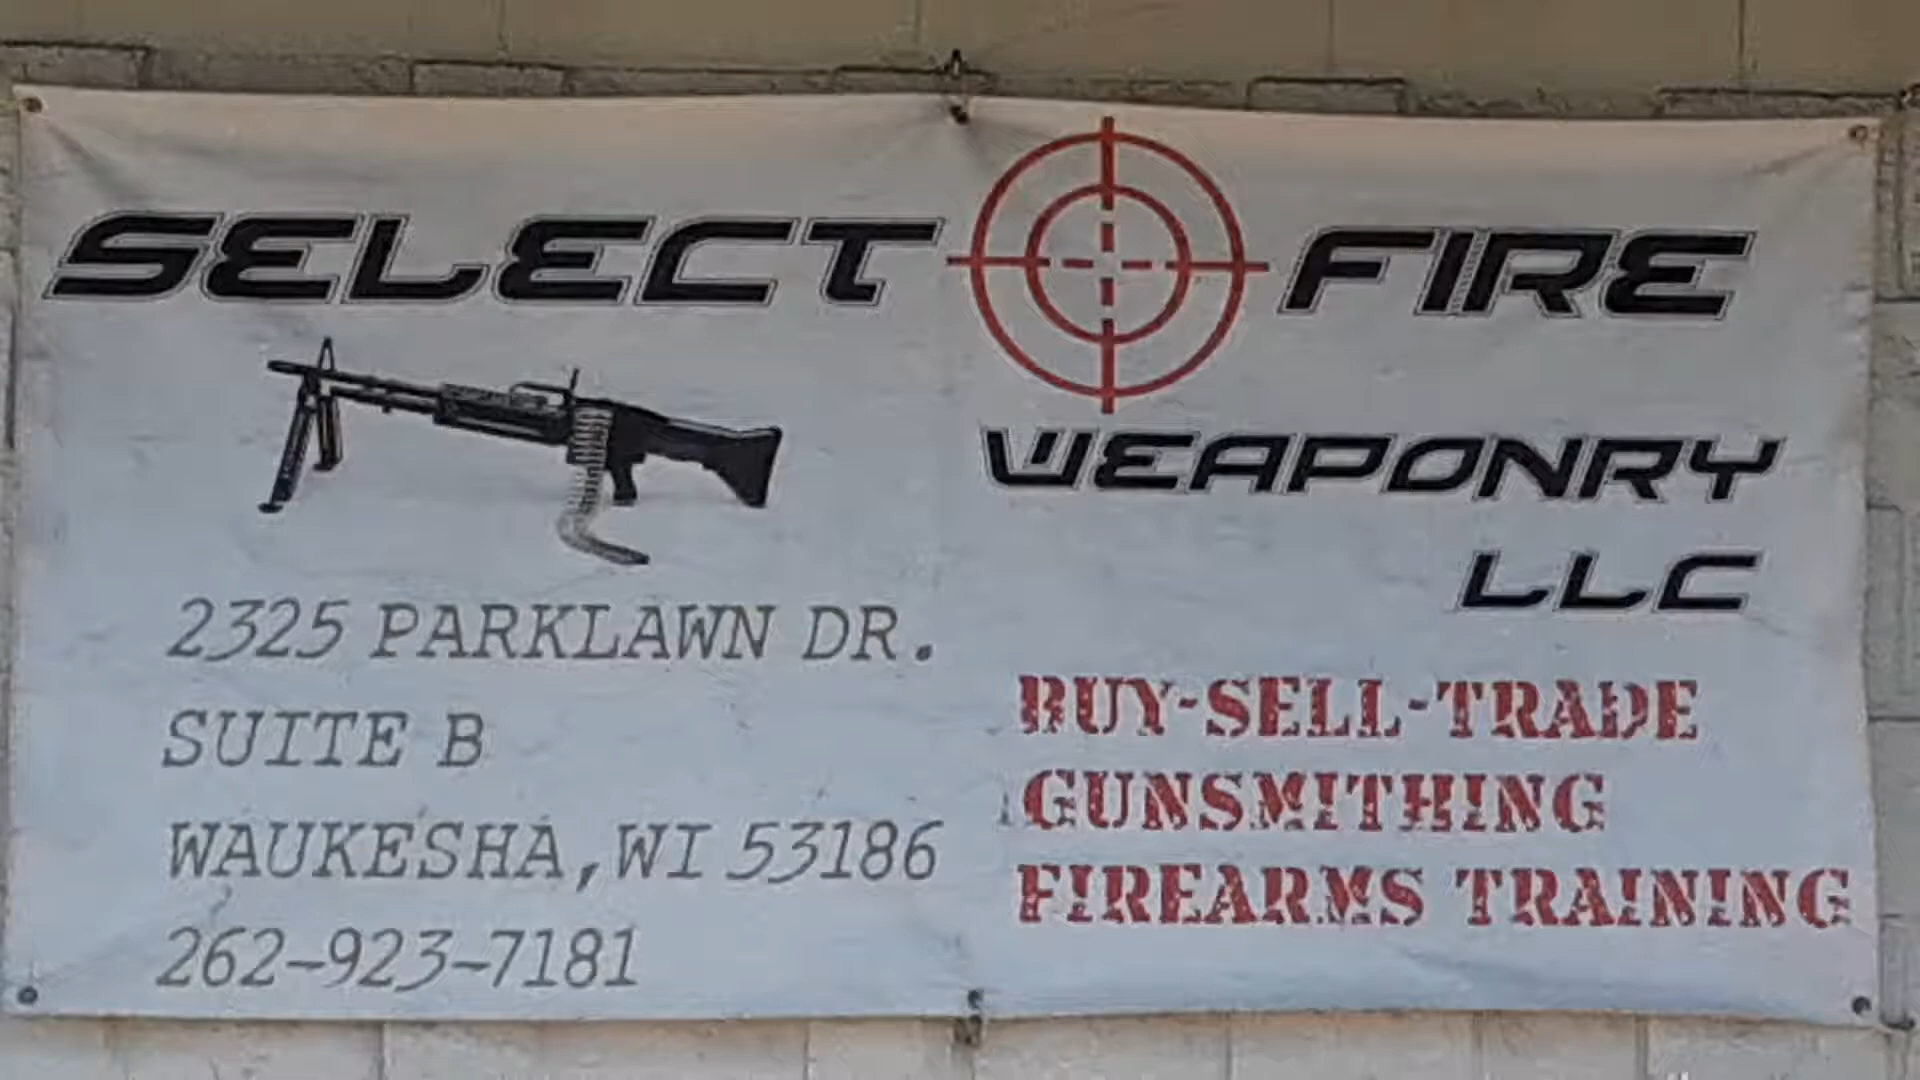 SELECT FIRE
WEAPONRY
LLC
2325 PARKLAWN DR.
SUITE B
WAUKESHA, WI 53186
262-923-7181
BUY-SELL-TRADE
GUNSMITHING
FIREARMS TRAINING